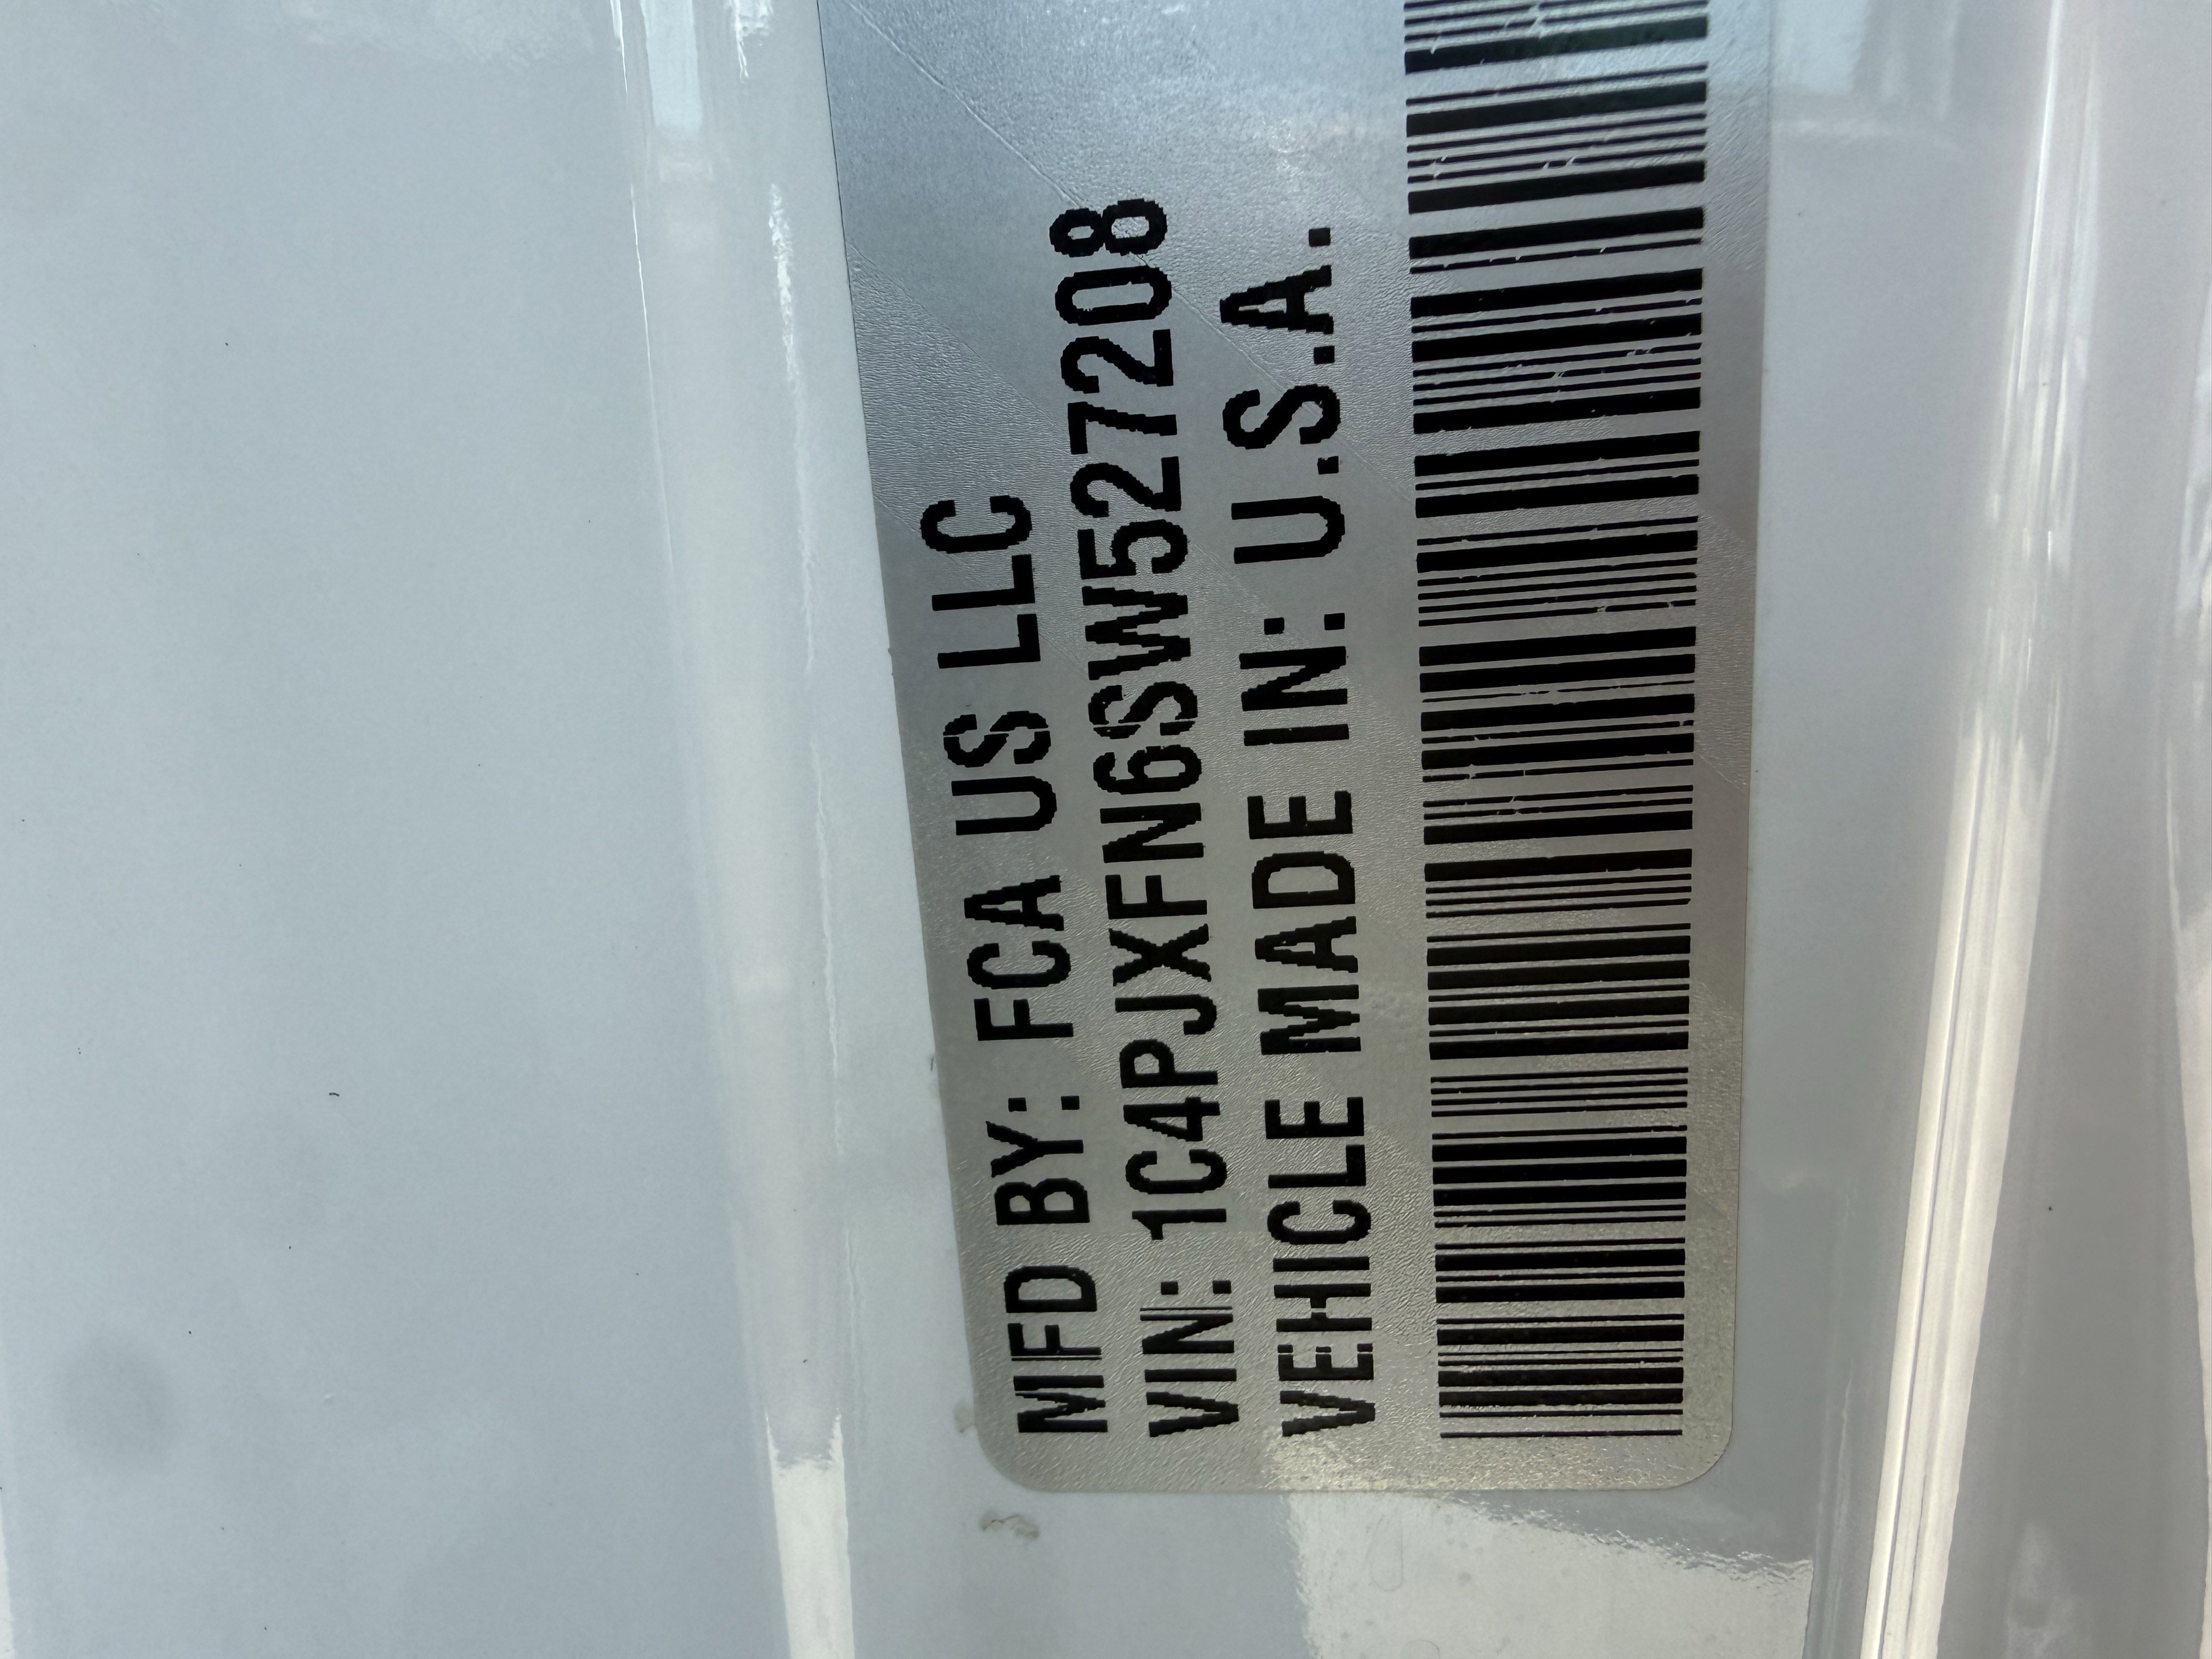 MFD BY: FCA US LLC
VIN: 1C4PJXFN6SW527208
VEHICLE MADE IN: U.S.A.